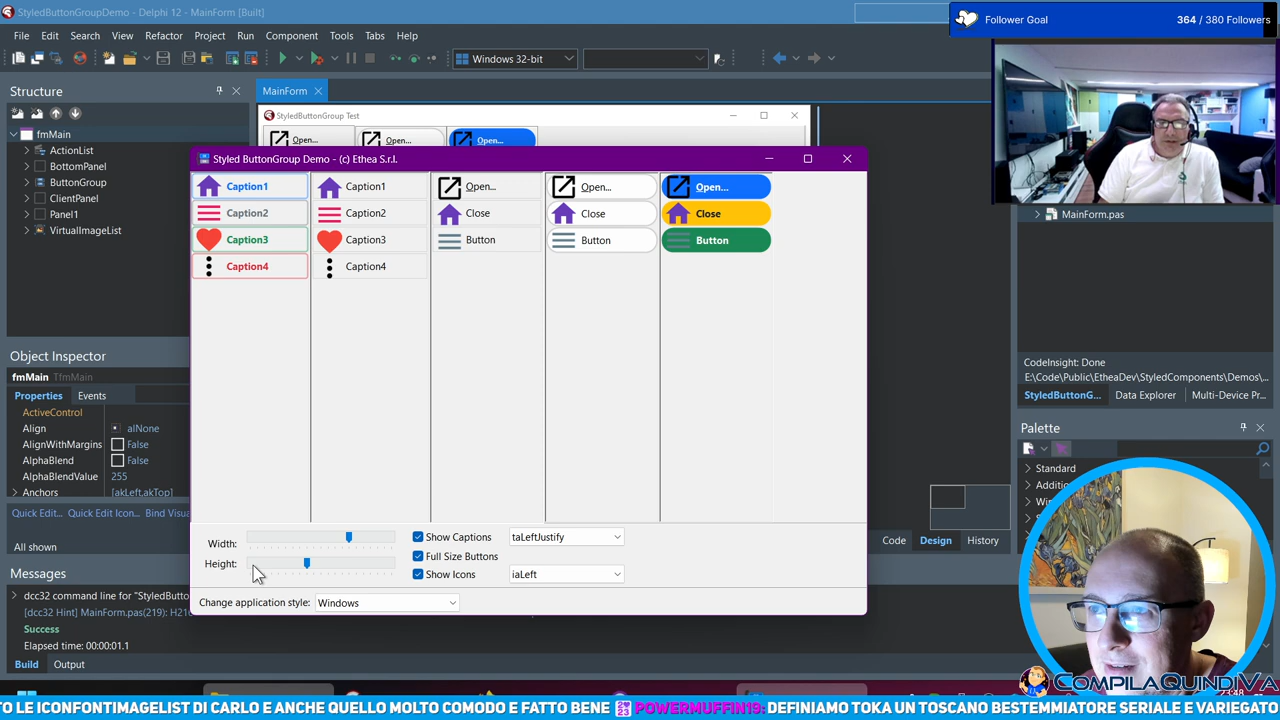 StyledButtonGroupDemo - Delphi 12 - MainForm [Built]
Follower Goal
364 / 380 Followers
File Edit Search View Refactor Project Run Component Tools Tabs Help
Windows 32-bit
Structure
MainForm
fmMain
ActionList
BottomPanel
ButtonGroup
ClientPanel
Panel1
VirtualImageList
StyledButtonGroup Test
Open...
Open...
Open...
Styled ButtonGroup Demo - (c) Ethea S.r.l.
Caption1 Caption1 Open... Open... Open...
Caption2 Caption2 Close Close Close
Caption3 Caption3 Button Button Button
Caption4 Caption4
Width:
Height:
Show Captions
taLeftJustify
Full Size Buttons
Show Icons
iaLeft
Change application style:
Windows
MainForm.pas
CodeInsight: Done
E:\Code\Public\EtheaDev\StyledComponents\Demos\...
StyledButtonG... Data Explorer Multi-Device Pr...
Palette
Standard
Code Design History
Object Inspector
fmMain TfmMain
Properties Events
ActiveControl
Align alNone
AlignWithMargins False
AlphaBlend False
AlphaBlendValue 255
Anchors [akLeft,akTop]
Quick Edit... Quick Edit Icon...
All shown
Messages
dcc32 command line for "StyledButto
[dcc32 Hint] MainForm.pas(219): H21
Success
Elapsed time: 00:00:01.1
Build Output
COMPILAQUINDIVA
23:48
TO LE ICONFONTIMAGELIST DI CARLO E ANCHE QUELLO MOLTO COMODO E FATTO BENE POWERMUFFIN19: DEFINIAMO TOKA UN TOSCANO BESTEMMIATORE SERIALE E VARIEGATO